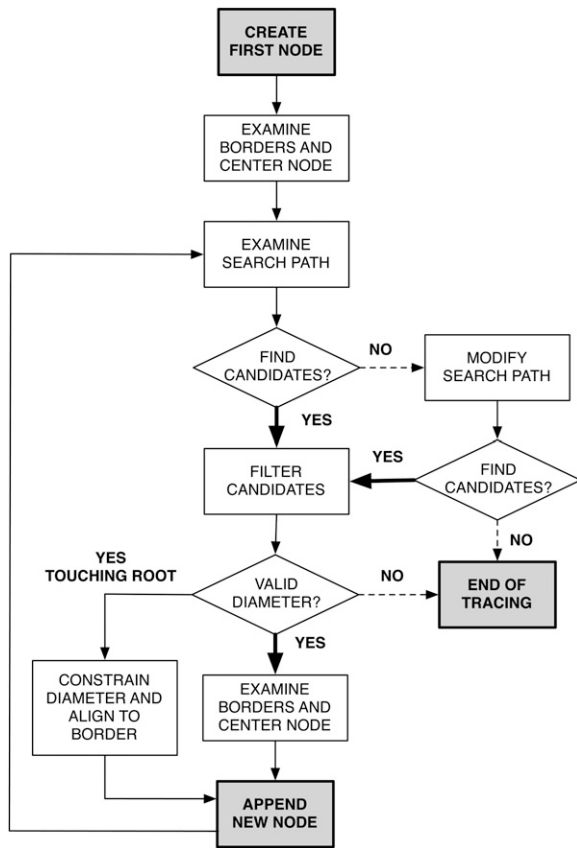 CREATE
FIRST NODE
EXAMINE
BORDERS AND
CENTER NODE
EXAMINE
SEARCH PATH
FIND
CANDIDATES?
NO
MODIFY
SEARCH PATH
YES
FILTER
CANDIDATES
YES
FIND
CANDIDATES?
NO
YES
TOUCHING ROOT
VALID
DIAMETER?
NO
END OF
TRACING
YES
CONSTRAIN
DIAMETER AND
ALIGN TO
BORDER
EXAMINE
BORDERS AND
CENTER NODE
APPEND
NEW NODE